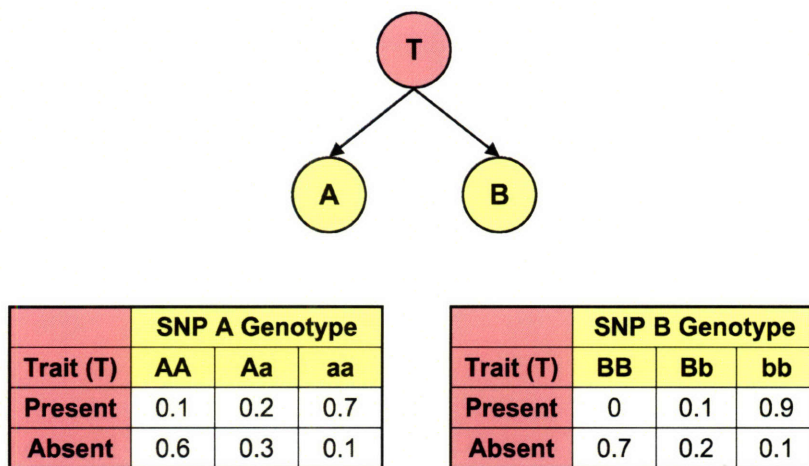 T
A B
SNP A Genotype
Trait (T) AA Aa aa
Present 0.1 0.2 0.7
Absent 0.6 0.3 0.1
SNP B Genotype
Trait (T) BB Bb bb
Present 0 0.1 0.9
Absent 0.7 0.2 0.1